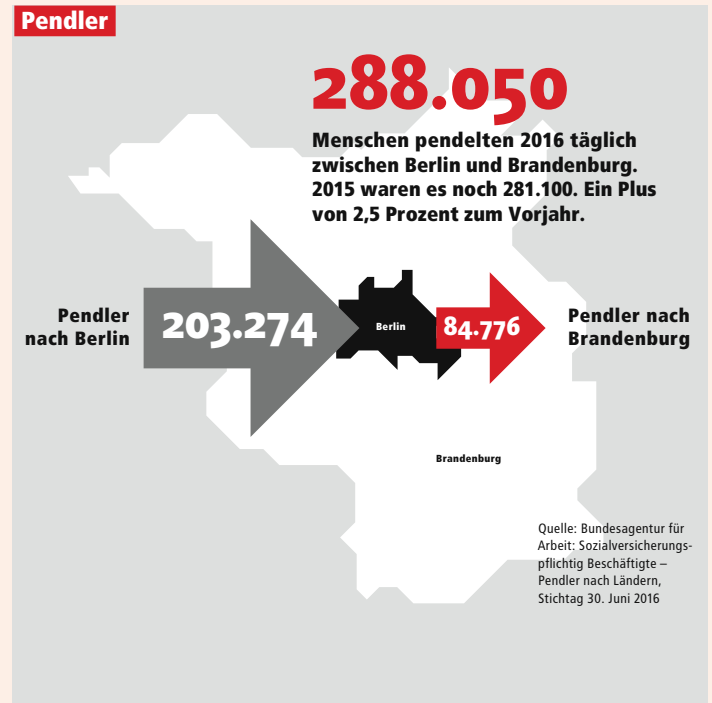 Pendler
288.050
Menschen pendelten 2016 täglich
zwischen Berlin und Brandenburg.
2015 waren es noch 281.100. Ein Plus
von 2,5 Prozent zum Vorjahr.
Pendler
nach Berlin
203.274
Berlin
84.776
Pendler nach
Brandenburg
Brandenburg
Quelle: Bundesagentur für
Arbeit: Sozialversicherungs-
pflichtig Beschäftigte –
Pendler nach Ländern,
Stichtag 30. Juni 2016